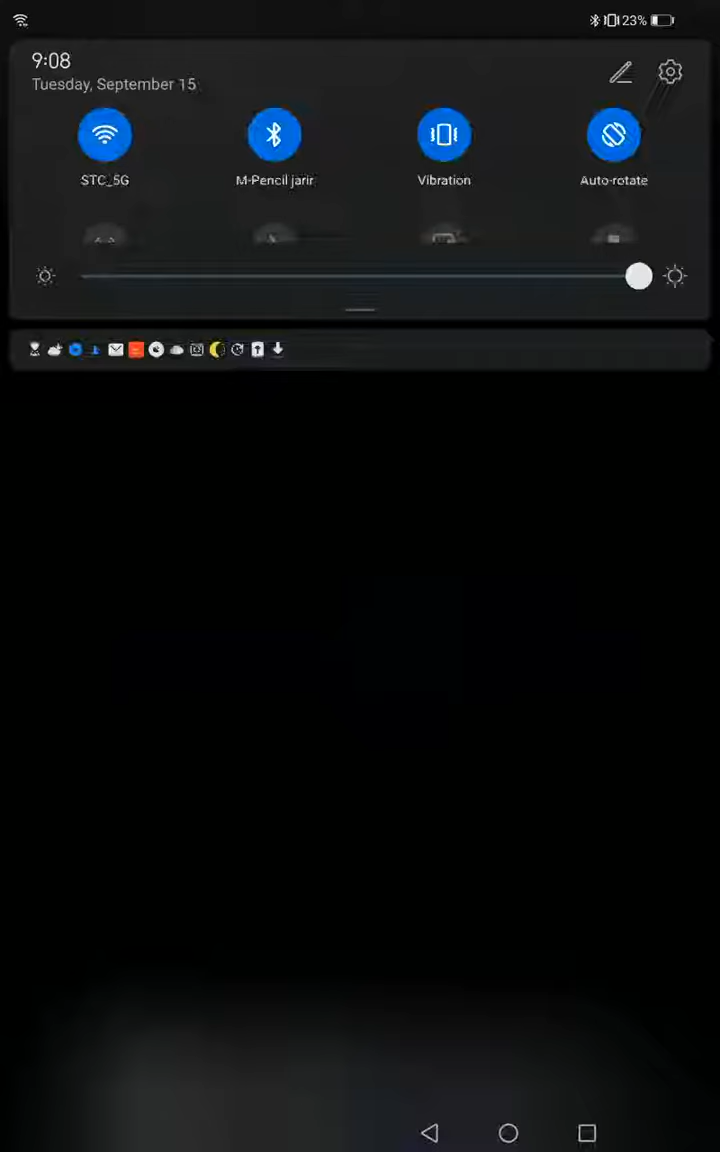 23%
9:08
Tuesday, September 15
STC_5G
M-Pencil jarir
Vibration
Auto-rotate